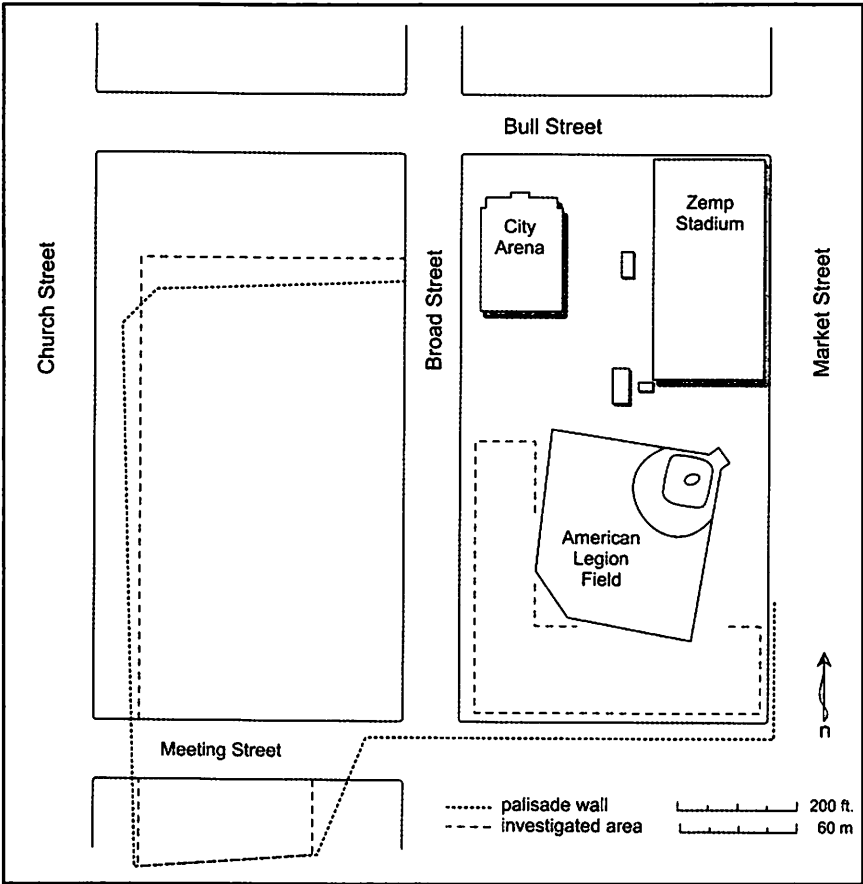 Bull Street
City
Arena
Zemp
Stadium
Church Street
Broad Street
Market Street
American
Legion
Field
n
Meeting Street
palisade wall
200 ft.
investigated area
60 m